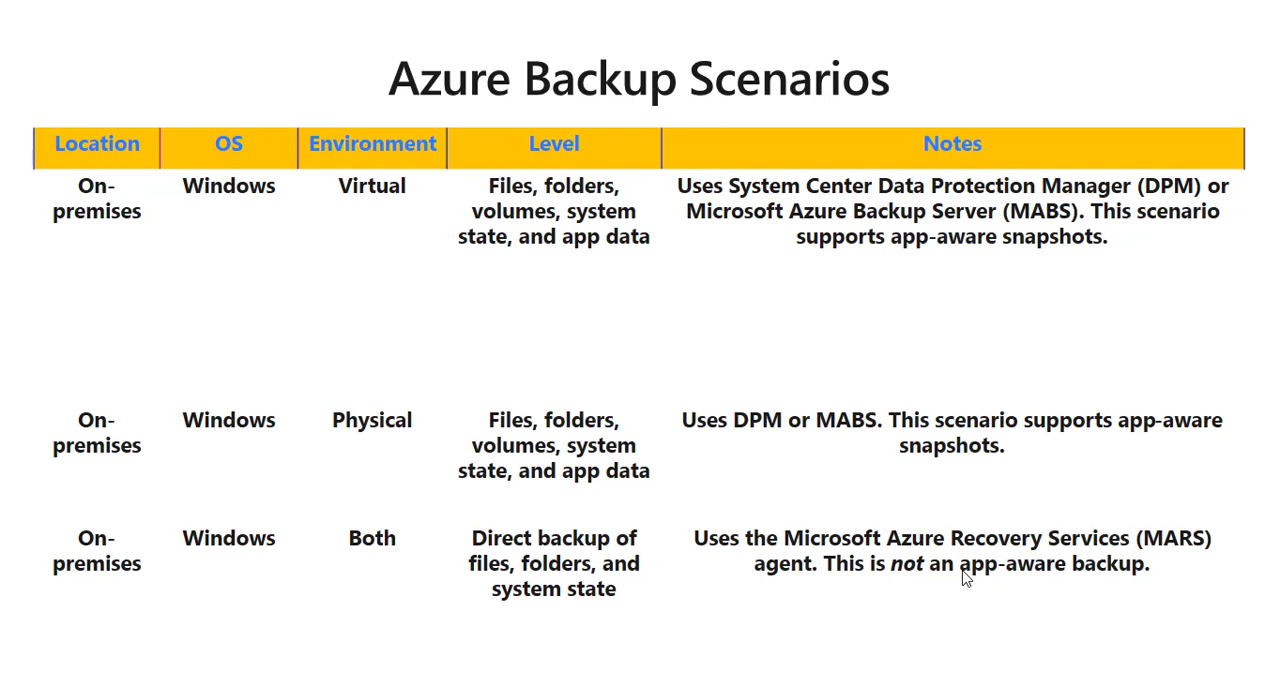 Azure Backup Scenarios
Location OS Environment Level Notes
On- Windows Virtual Files, folders, Uses System Center Data Protection Manager (DPM) or
premises volumes, system Microsoft Azure Backup Server (MABS). This scenario
state, and app data supports app-aware snapshots.
On- Windows Physical Files, folders, Uses DPM or MABS. This scenario supports app-aware
premises volumes, system snapshots.
state, and app data
On- Windows Both Direct backup of Uses the Microsoft Azure Recovery Services (MARS)
premises files, folders, and agent. This is not an app-aware backup.
system state